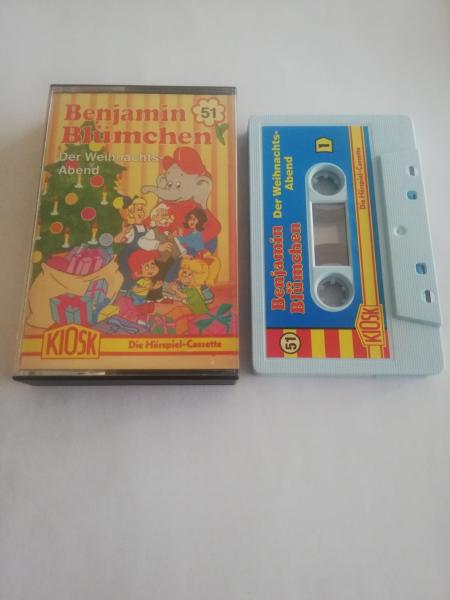 Benjamin
Blümchen
51
Der Weihnachts-
Abend
KIOSK
Die Hörspiel-Cassette
51
Benjamin
Blümchen
Der Weihnachts-
Abend
1
Die Hörspiel-Cassette
KIOSK